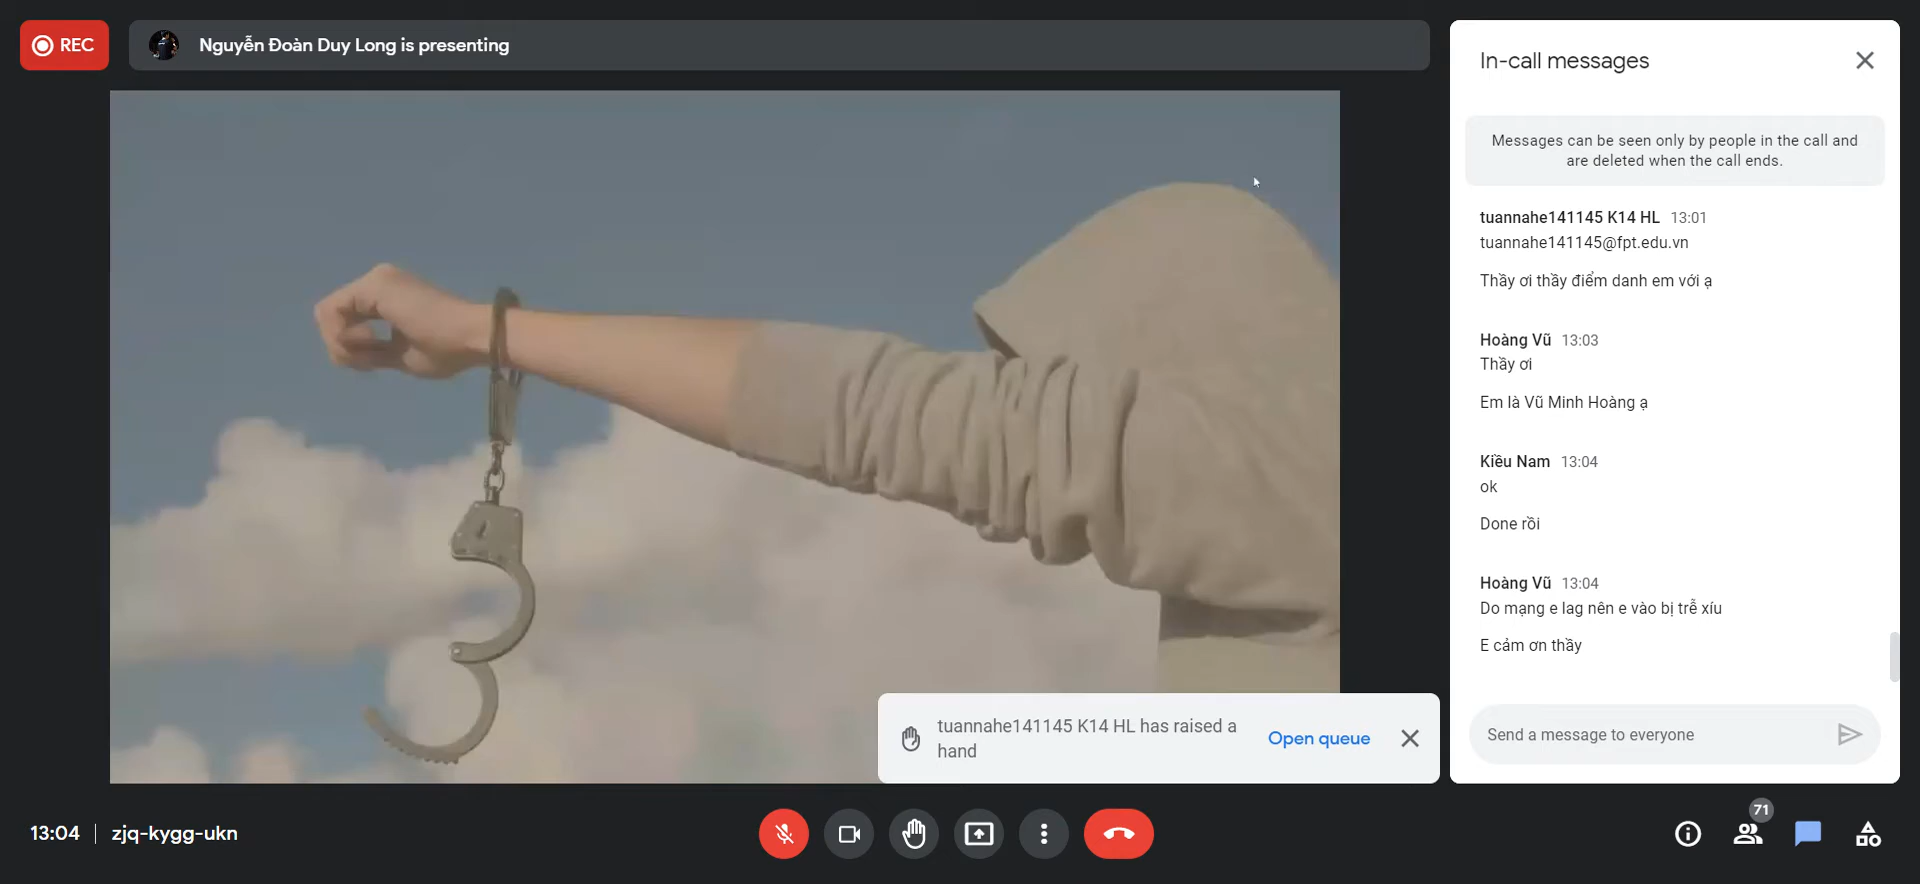 REC
Nguyễn Đoàn Duy Long is presenting
In-call messages
Messages can be seen only by people in the call and
are deleted when the call ends.
tuannahe141145 K14 HL 13:01
tuannahe141145@fpt.edu.vn
Thầy ơi thầy điểm danh em với ạ
Hoàng Vũ 13:03
Thầy ơi
Em là Vũ Minh Hoàng ạ
Kiều Nam 13:04
ok
Done rồi
Hoàng Vũ 13:04
Do mạng e lag nên e vào bị trễ xíu
E cảm ơn thầy
Send a message to everyone
tuannahe141145 K14 HL has raised a
hand
Open queue
13:04 | zjq-kygg-ukn
71